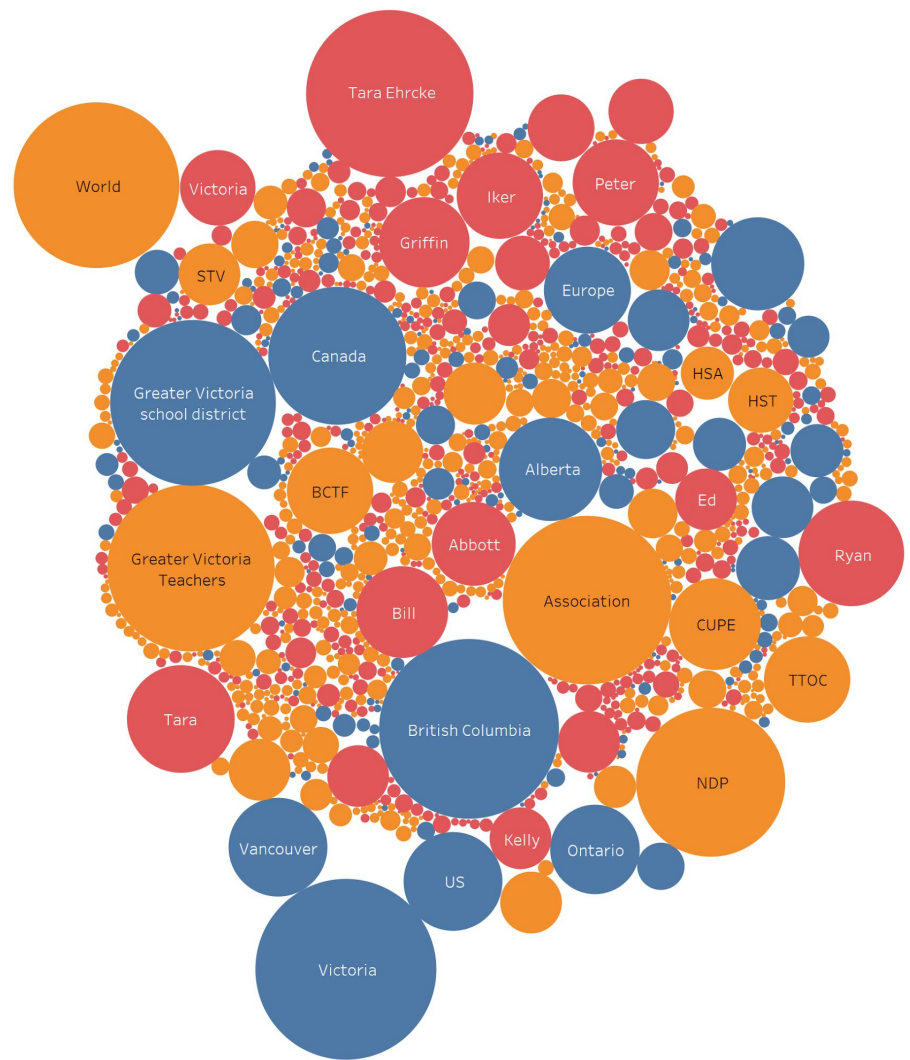 Tara Ehrcke
World
Victoria
Iker
Peter
Griffin
STV
Europe
Canada
HSA
Greater Victoria
school district
HST
Alberta
BCTF
Ed
Abbott
Ryan
Greater Victoria
Teachers
Association
Bill
CUPE
TTOC
Tara
British Columbia
NDP
Kelly
Vancouver
Ontario
US
Victoria